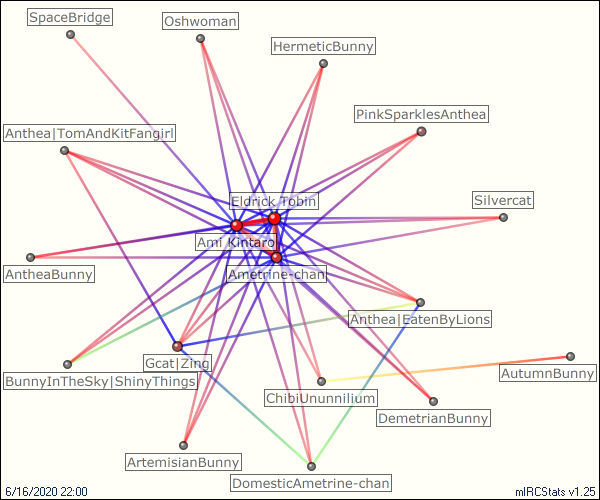 SpaceBridge
Oshwoman
HermeticBunny
PinkSparklesAnthea
Anthea|TomAndKitFangirl
Eldrick Tobin
Silvercat
Ami Kintaro
AntheaBunny
Ametrine-chan
Anthea|EatenByLions
Gcat|Zing
AutumnBunny
BunnyInTheSky|ShinyThings
ChibiUnunnilium
DemetrianBunny
ArtemisianBunny
DomesticAmetrine-chan
6/16/2020 22:00
mIRCStats v1.25